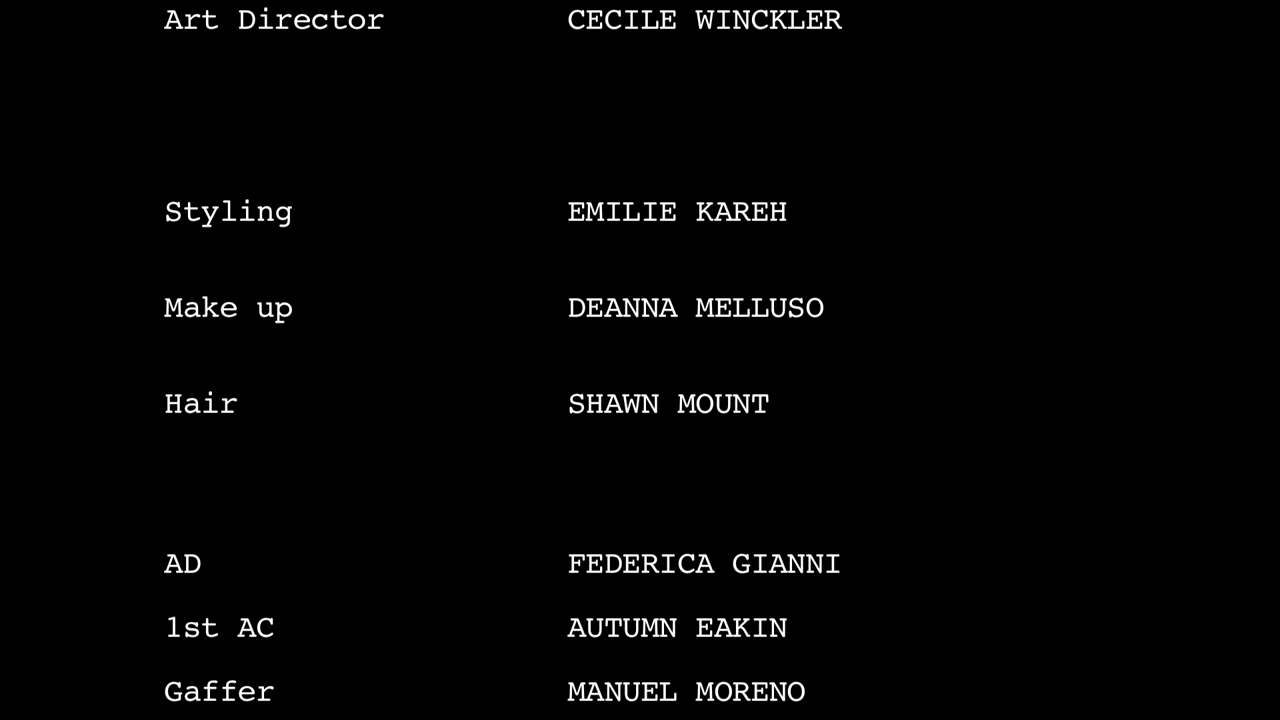 Art Director CECILE WINCKLER
Styling EMILIE KAREH
Make up DEANNA MELLUSO
Hair SHAWN MOUNT
AD FEDERICA GIANNI
1st AC AUTUMN EAKIN
Gaffer MANUEL MORENO